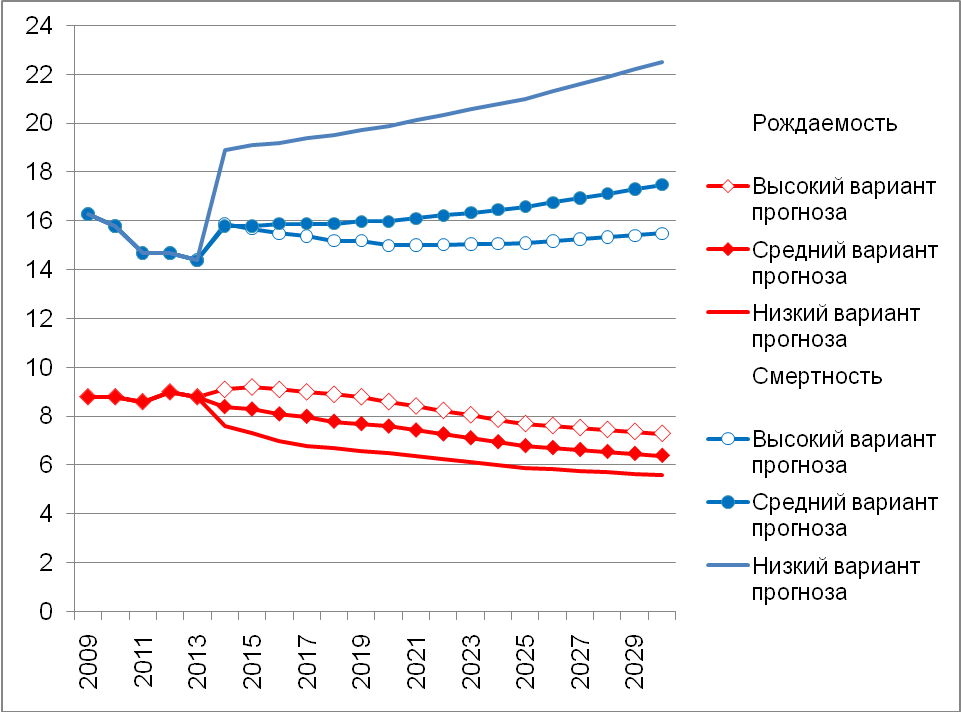 24
22
20
18
16
14
12
10
8
6
4
2
0
2009
2011
2013
2015
2017
2019
2021
2023
2025
2027
2029
Рождаемость
Высокий вариант
прогноза
Средний вариант
прогноза
Низкий вариант
прогноза
Смертность
Высокий вариант
прогноза
Средний вариант
прогноза
Низкий вариант
прогноза